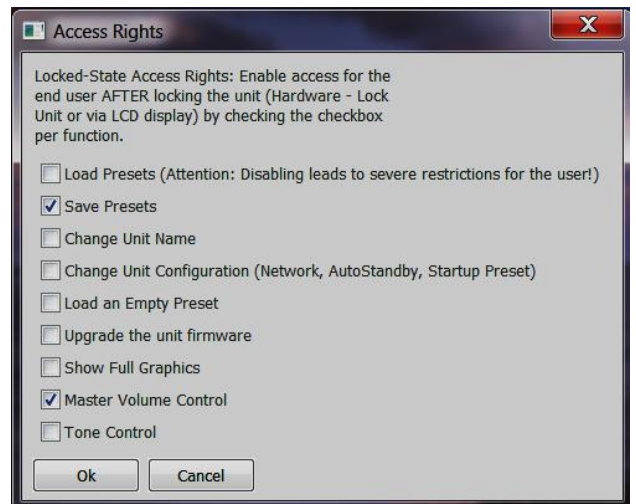 Access Rights
Locked-State Access Rights: Enable access for the
end user AFTER locking the unit (Hardware - Lock
Unit or via LCD display) by checking the checkbox
per function.
Load Presets (Attention: Disabling leads to severe restrictions for the user!)
Save Presets
Change Unit Name
Change Unit Configuration (Network, AutoStandby, Startup Preset)
Load an Empty Preset
Upgrade the unit firmware
Show Full Graphics
Master Volume Control
Tone Control
Ok Cancel